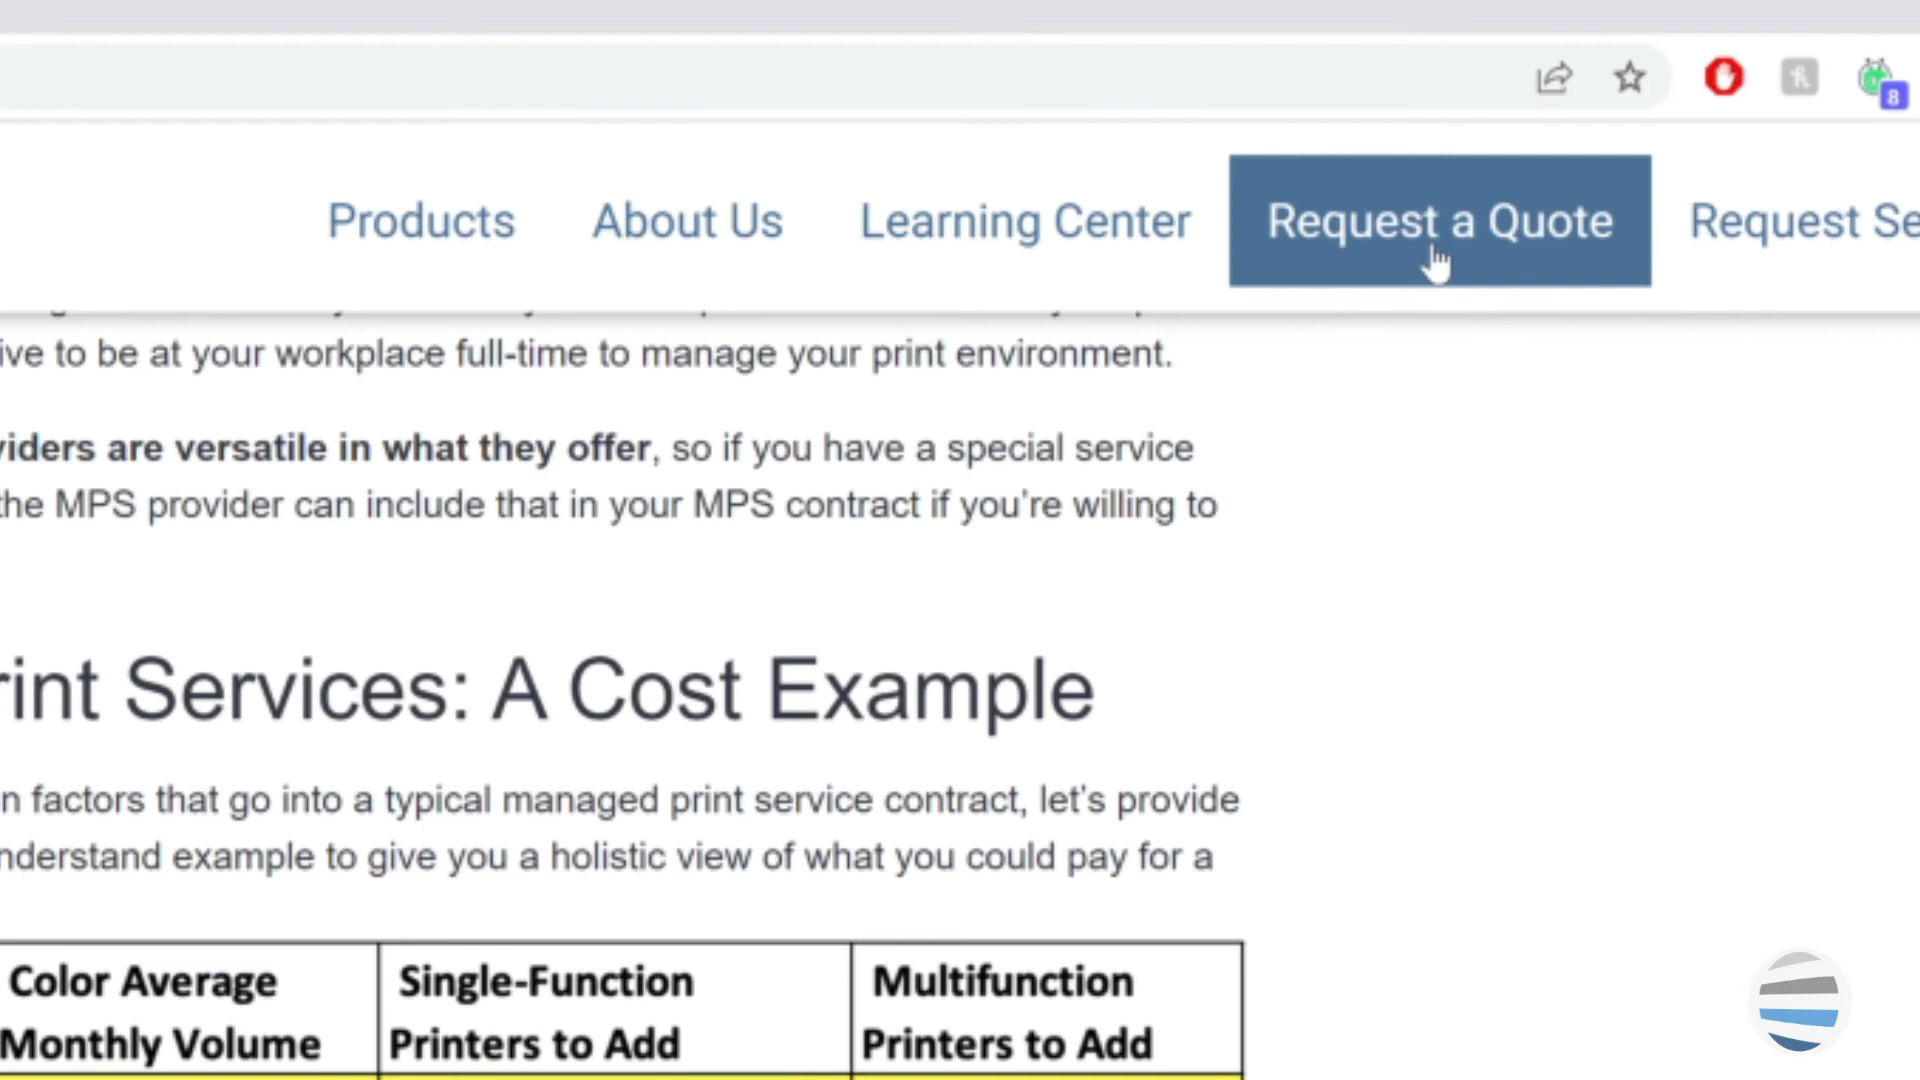 8
Products About Us Learning Center Request a Quote Request Se
ive to be at your workplace full-time to manage your print environment.
viders are versatile in what they offer, so if you have a special service
the MPS provider can include that in your MPS contract if you're willing to
rint Services: A Cost Example
n factors that go into a typical managed print service contract, let's provide
nderstand example to give you a holistic view of what you could pay for a
Color Average Single-Function Multifunction
Monthly Volume Printers to Add Printers to Add